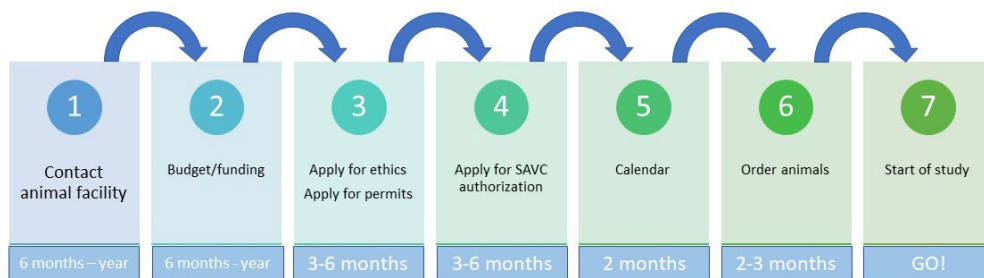 1
Contact
animal facility
6 months – year
2
Budget/funding
6 months - year
3
Apply for ethics
Apply for permits
3-6 months
4
Apply for SAVC
authorization
3-6 months
5
Calendar
2 months
6
Order animals
2-3 months
7
Start of study
GO!